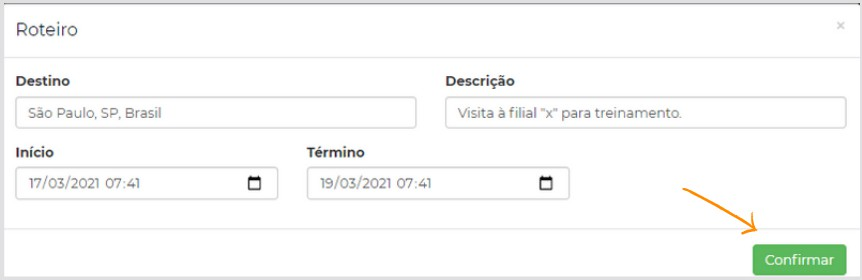 Roteiro ×
Destino Descrição
São Paulo, SP, Brasil Visita à filial "x" para treinamento.
Início Término
17/03/2021 07:41 19/03/2021 07:41
Confirmar